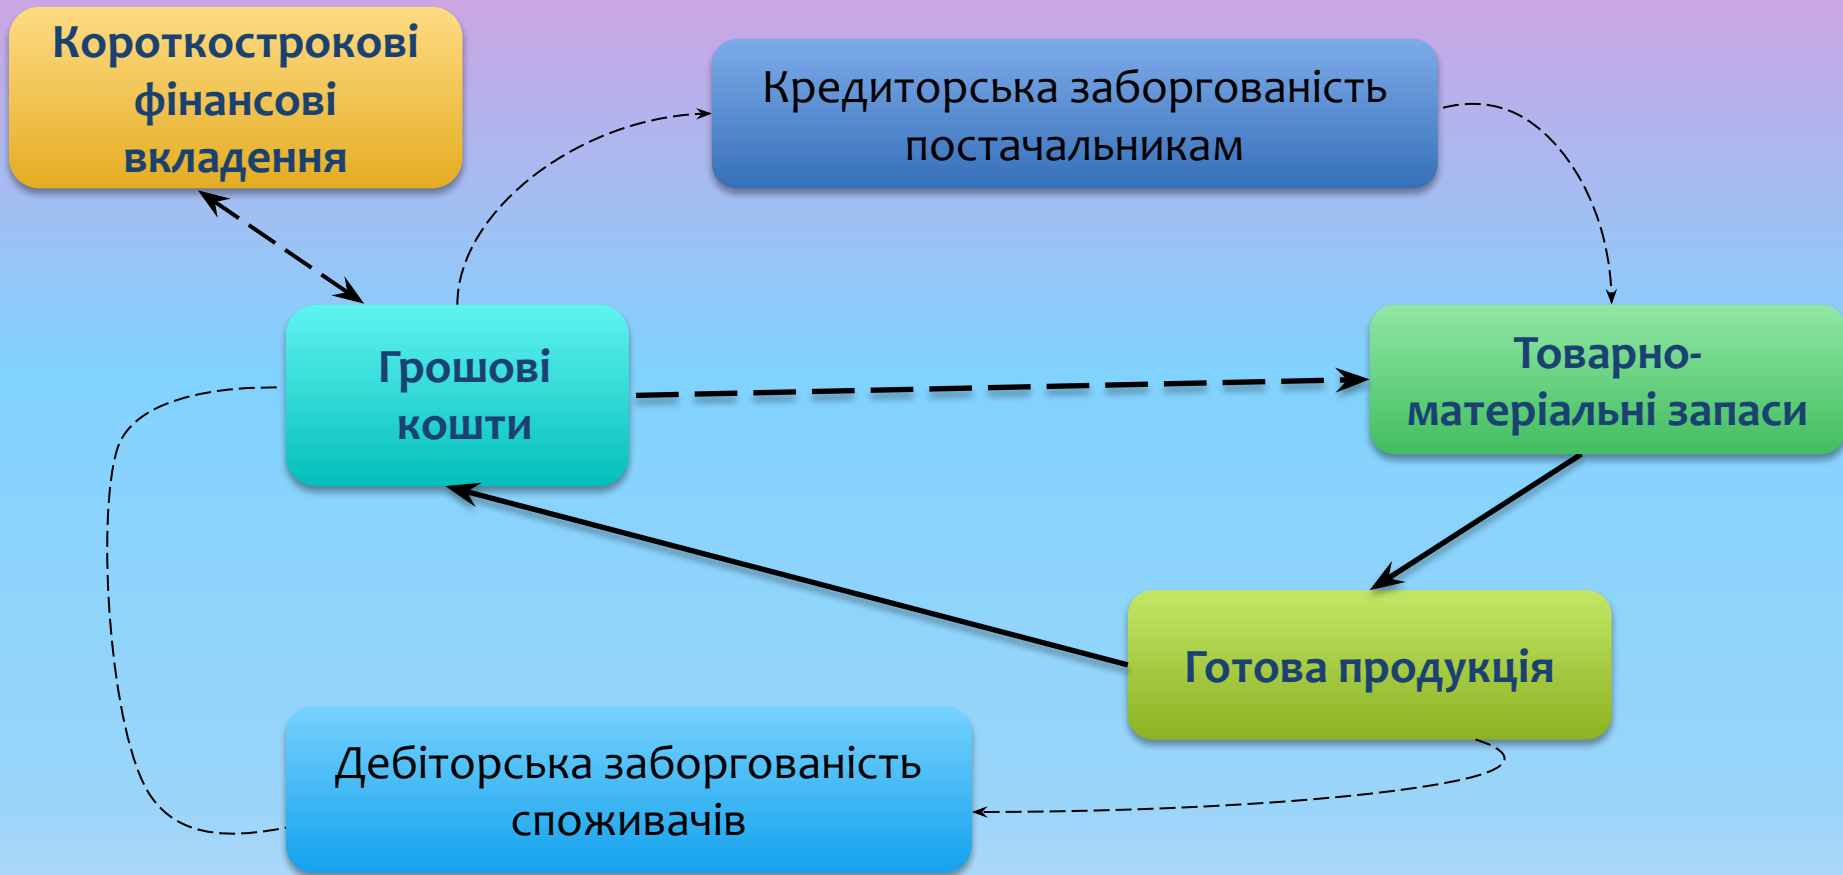 Короткострокові
фінансові
вкладення
Кредиторська заборгованість
постачальникам
Грошові
кошти
Товарно-
матеріальні запаси
Готова продукція
Дебіторська заборгованість
споживачів